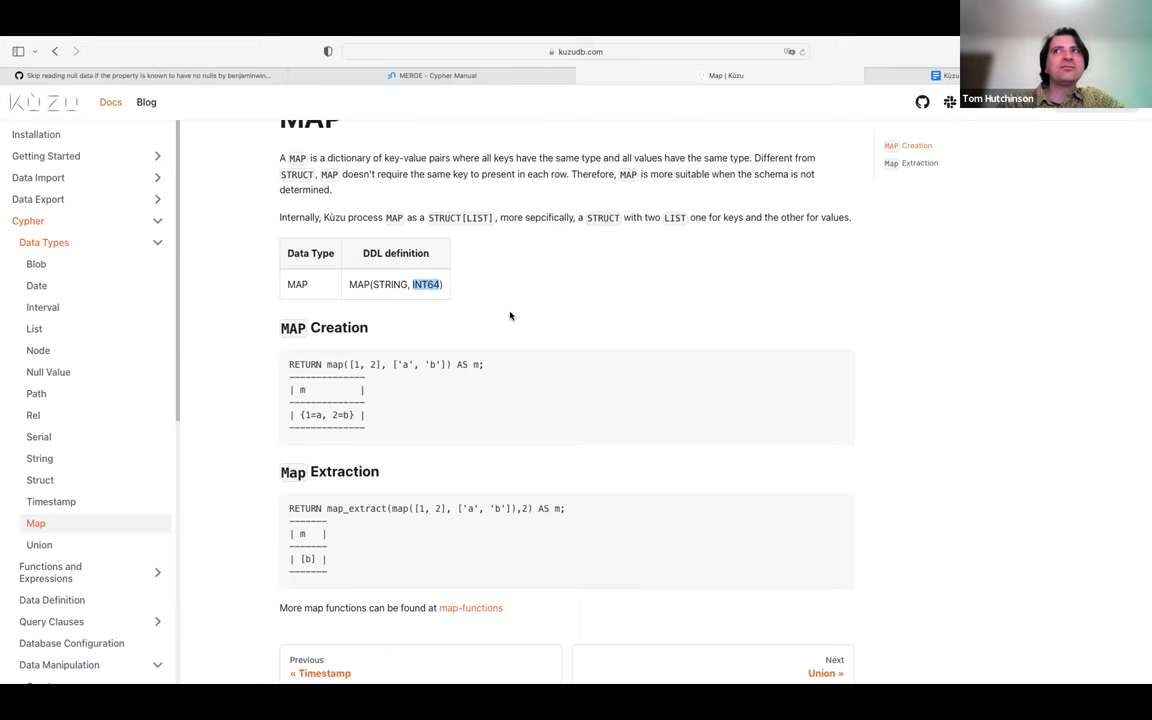 kuzudb.com
Skip reading null data if the property is known to have no nulls by benjaminwin...
MERGE - Cypher Manual
Map | Kùzu
Kùzu
Tom Hutchinson
KÙZU
Docs
Blog
Installation
Getting Started
Data Import
Data Export
Cypher
Data Types
Blob
Date
Interval
List
Node
Null Value
Path
Rel
Serial
String
Struct
Timestamp
Map
Union
Functions and
Expressions
Data Definition
Query Clauses
Database Configuration
Data Manipulation
MAP
A MAP is a dictionary of key-value pairs where all keys have the same type and all values have the same type. Different from
STRUCT, MAP doesn't require the same key to present in each row. Therefore, MAP is more suitable when the schema is not
determined.
Internally, Kùzu process MAP as a STRUCT[LIST], more sepcifically, a STRUCT with two LIST one for keys and the other for values.
Data Type DDL definition
MAP MAP(STRING, INT64)
MAP Creation
RETURN map([1, 2], ['a', 'b']) AS m;
--------------
| m |
--------------
| {1=a, 2=b} |
--------------
Map Extraction
RETURN map_extract(map([1, 2], ['a', 'b']),2) AS m;
-------
| m |
-------
| [b] |
-------
More map functions can be found at map-functions
Previous
« Timestamp
Next
Union »
MAP Creation
Map Extraction